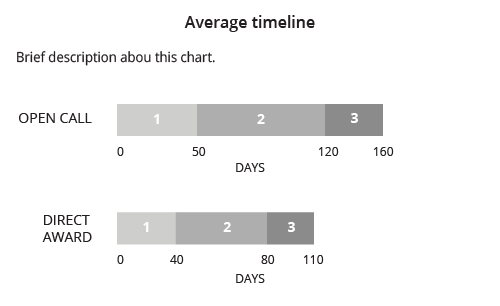 Average timeline
Brief description abou this chart.
OPEN CALL
1 2 3
0 50 120 160
DAYS
DIRECT
AWARD
1 2 3
0 40 80 110
DAYS